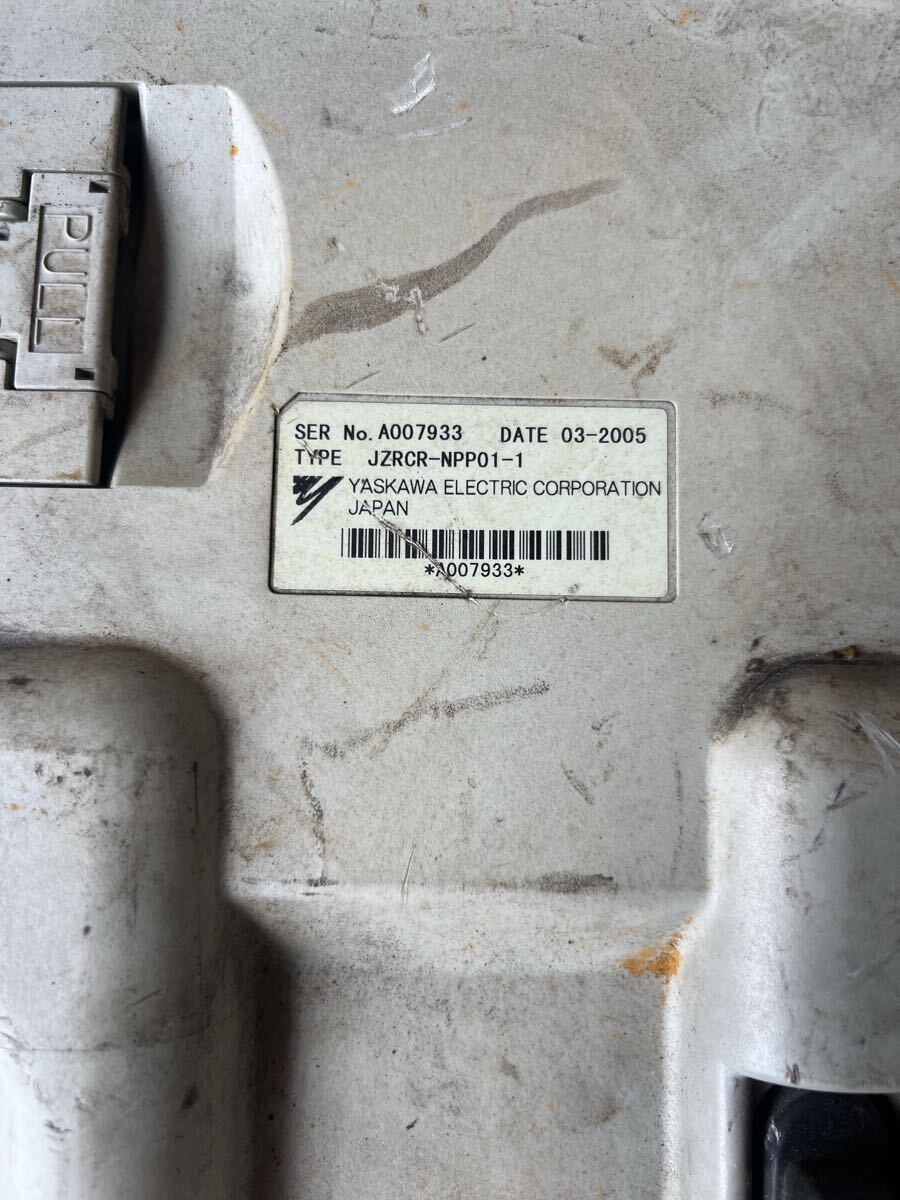 PULL
SER No. A007933 DATE 03-2005
TYPE JZRCR-NPP01-1
YASKAWA ELECTRIC CORPORATION
JAPAN
*A007933*